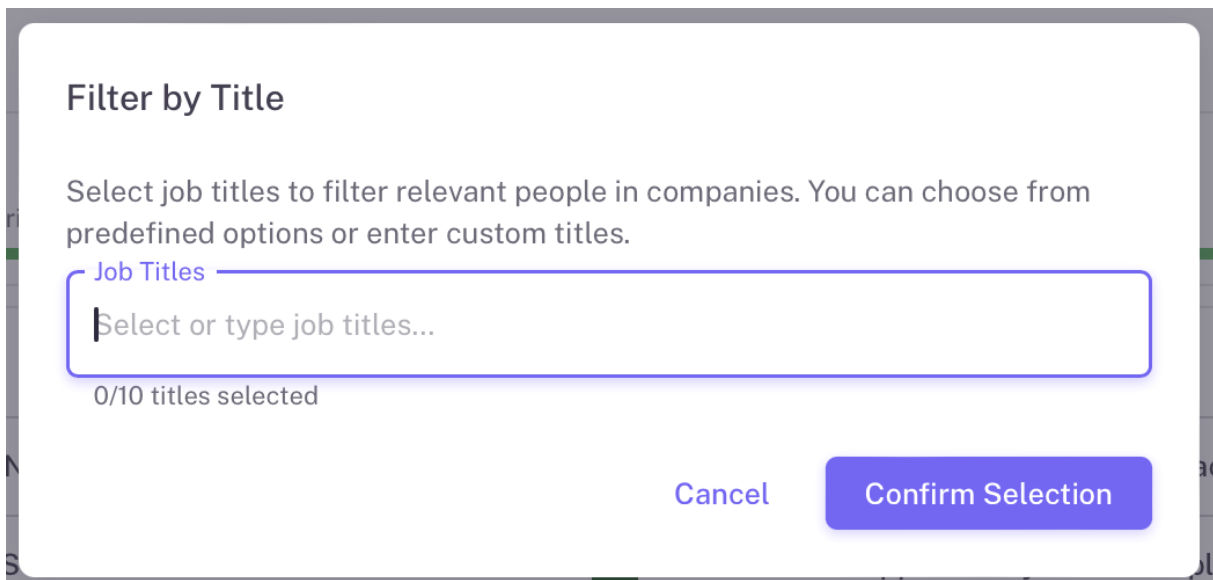 Filter by Title
Select job titles to filter relevant people in companies. You can choose from
predefined options or enter custom titles.
Job Titles
Select or type job titles...
0/10 titles selected
Cancel
Confirm Selection